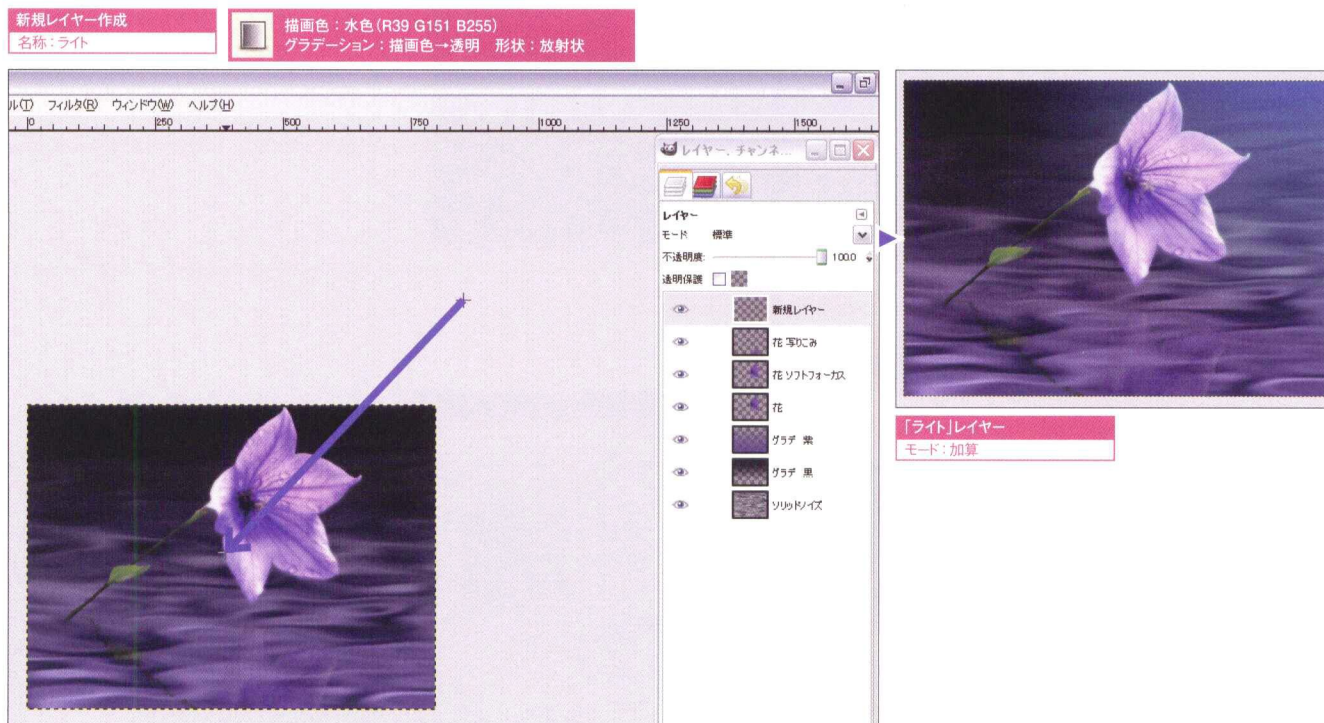 新規レイヤー作成
名称：ライト
描画色：水色（R39 G151 B255）
グラデーション：描画色→透明　形状：放射状
ル(T)　フィルタ(R)　ウィンドウ(W)　ヘルプ(H)
0 250 500 750 1000 1250 1500
レイヤー、チャンネ...
レイヤー
モード　標準
不透明度: 100.0
透明保護
新規レイヤー
花 写りこみ
花 ソフトフォーカス
花
グラデ 紫
グラデ 黒
ソリッドノイズ
「ライト」レイヤー
モード：加算